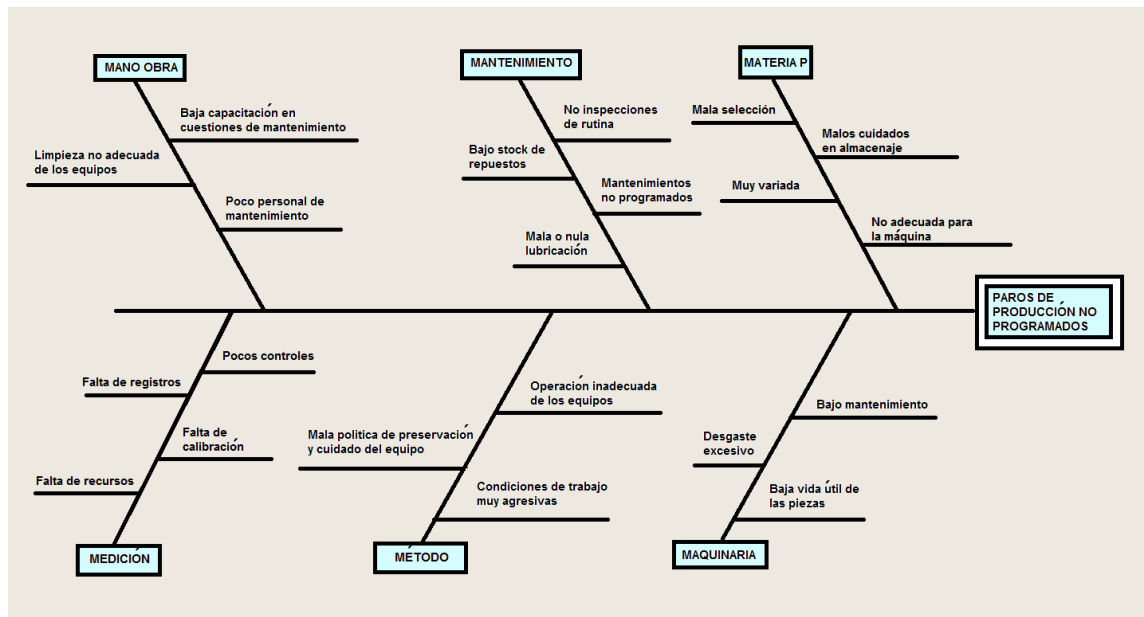 MANO OBRA
Baja capacitación en
cuestiones de mantenimiento
Limpieza no adecuada
de los equipos
Poco personal de
mantenimiento
MANTENIMIENTO
No inspecciones
de rutina
Bajo stock de
repuestos
Mantenimientos
no programados
Mala o nula
lubricación
MATERIA P
Mala selección
Malos cuidados
en almacenaje
Muy variada
No adecuada para
la máquina
PAROS DE
PRODUCCIÓN NO
PROGRAMADOS
Pocos controles
Falta de registros
Falta de
calibración
Falta de recursos
MEDICIÓN
Operación inadecuada
de los equipos
Mala politica de preservación
y cuidado del equipo
Condiciones de trabajo
muy agresivas
MÉTODO
Bajo mantenimiento
Desgaste
excesivo
Baja vida útil de
las piezas
MAQUINARIA